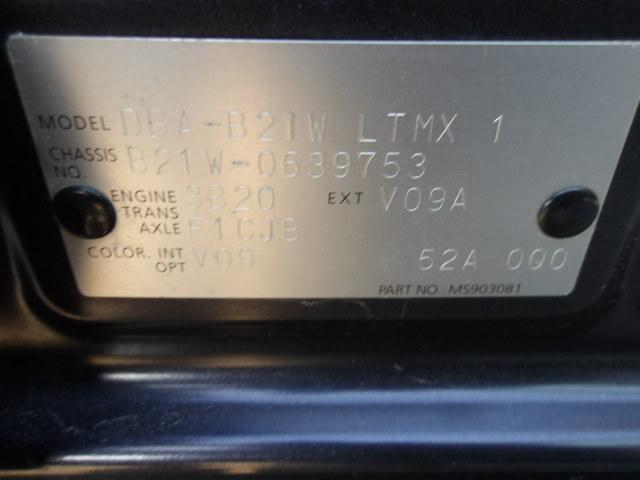 MODEL DBA-B21W LTMX 1
CHASSIS NO. B21W-0639753
ENGINE 3B20 EXT V09A
TRANS AXLE F1CJB
COLOR. INT OPT V09 52A 000
PART NO.: MS903081